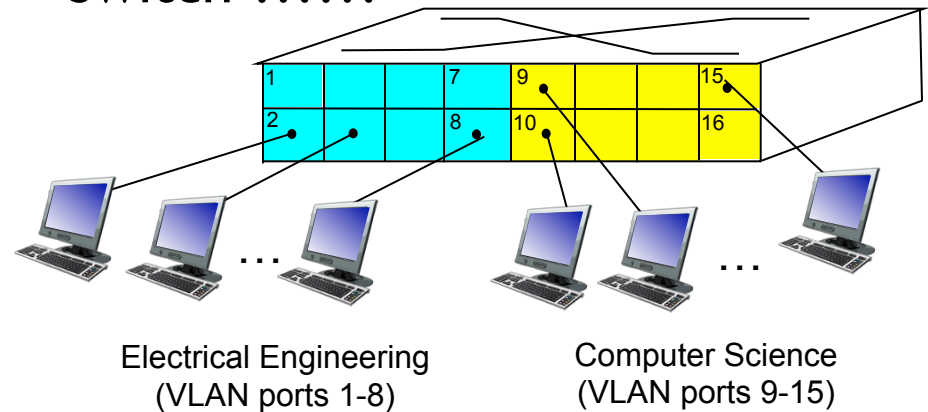 1 7 9 15
2 8 10 16
... ...
Electrical Engineering
(VLAN ports 1-8)
Computer Science
(VLAN ports 9-15)